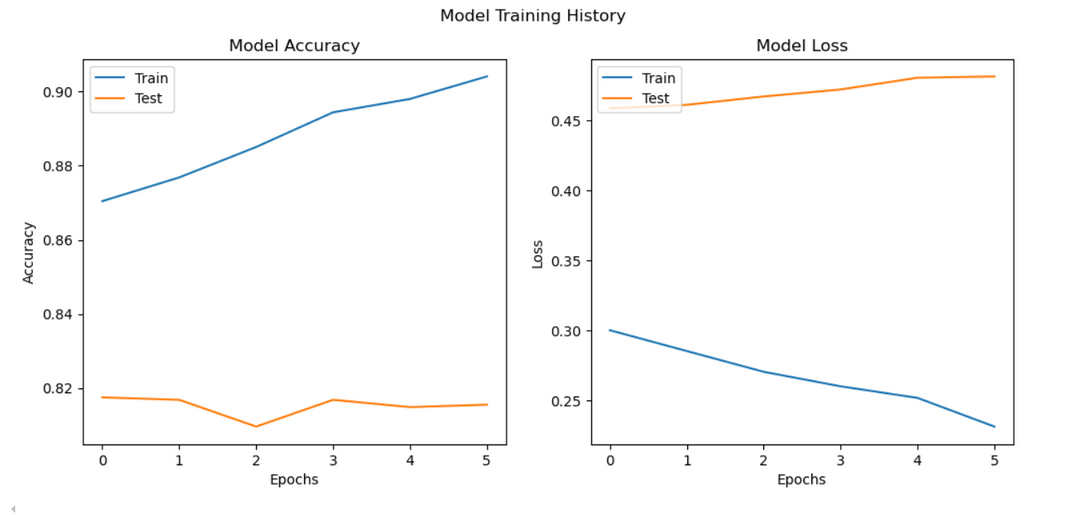 Model Training History
Model Accuracy
Train
Test
0.90
0.88
0.86
0.84
0.82
Accuracy
0 1 2 3 4 5
Epochs
Model Loss
Train
Test
0.45
0.40
0.35
0.30
0.25
Loss
0 1 2 3 4 5
Epochs